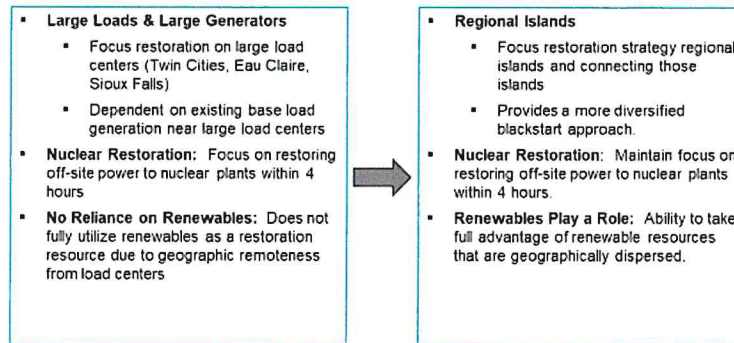 Large Loads & Large Generators
Focus restoration on large load
centers (Twin Cities, Eau Claire,
Sioux Falls)
Dependent on existing base load
generation near large load centers
Nuclear Restoration: Focus on restoring
off-site power to nuclear plants within 4
hours
No Reliance on Renewables: Does not
fully utilize renewables as a restoration
resource due to geographic remoteness
from load centers
Regional Islands
Focus restoration strategy regional
islands and connecting those
islands
Provides a more diversified
blackstart approach.
Nuclear Restoration: Maintain focus on
restoring off-site power to nuclear plants
within 4 hours.
Renewables Play a Role: Ability to take
full advantage of renewable resources
that are geographically dispersed.